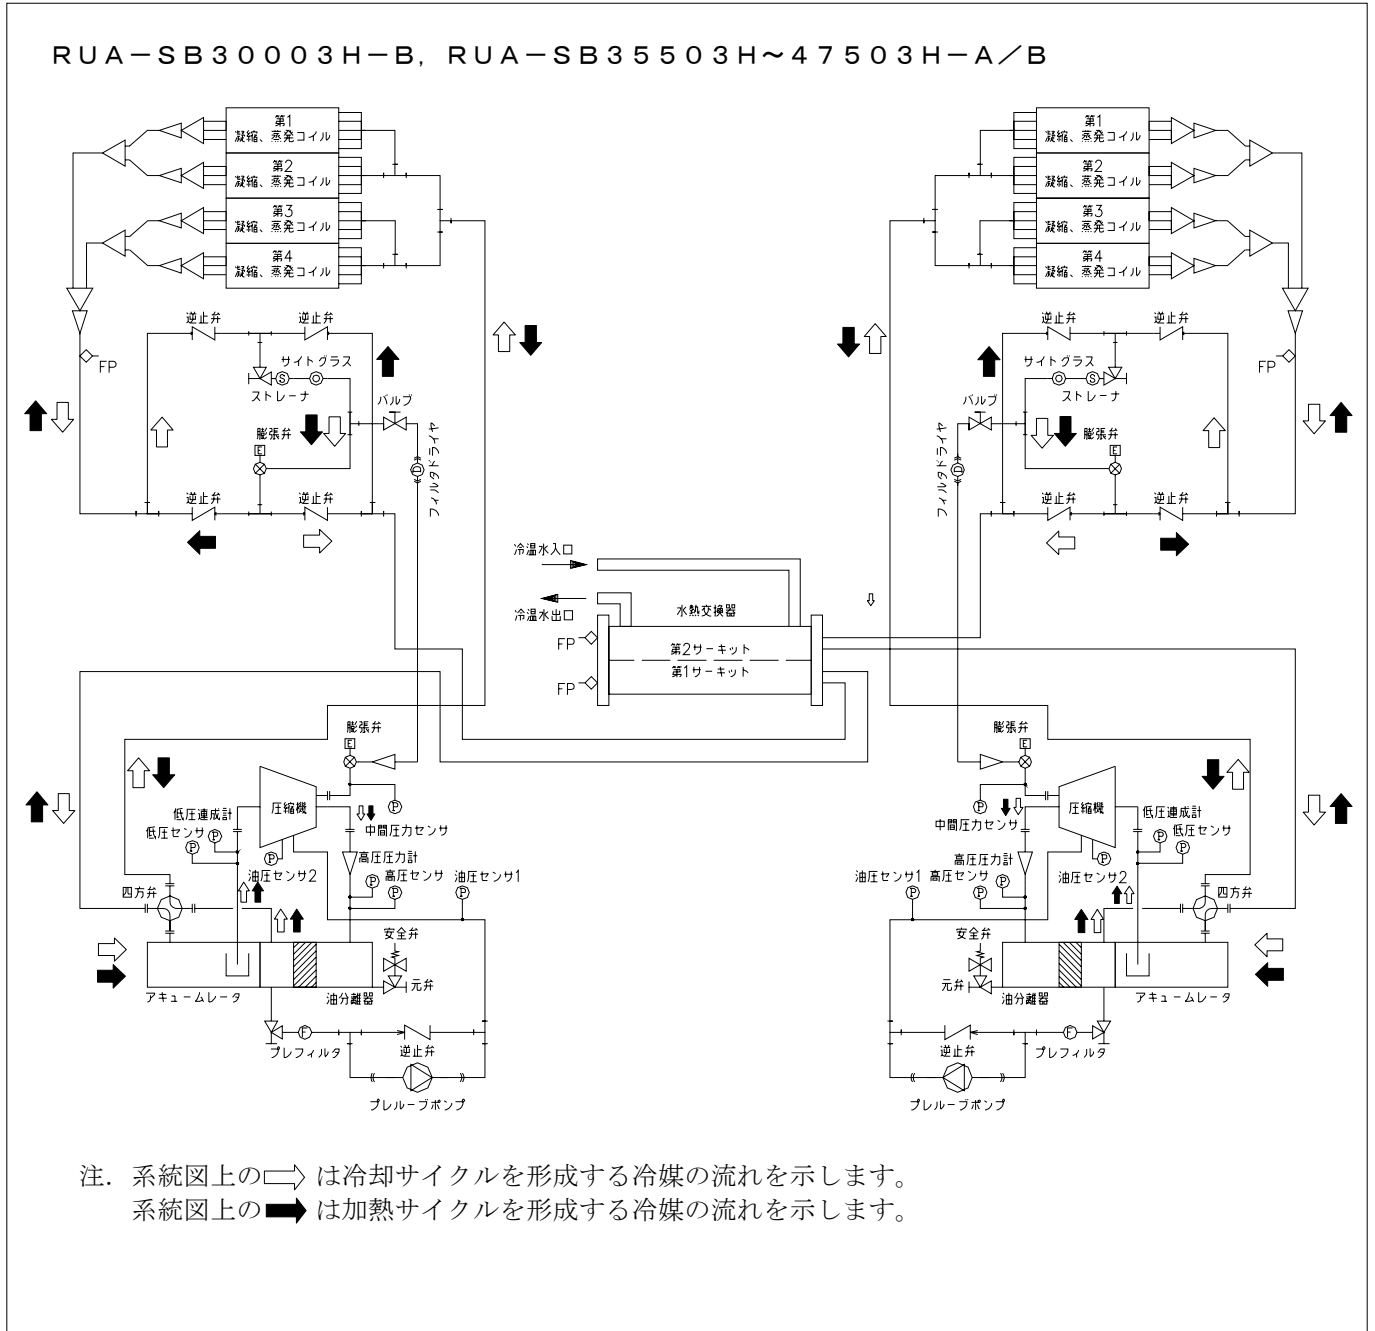 RUA－SB30003H－B, RUA－SB35503H～47503H－A／B
第1
凝縮、蒸発コイル
第2
凝縮、蒸発コイル
第3
凝縮、蒸発コイル
第4
凝縮、蒸発コイル
第1
凝縮、蒸発コイル
第2
凝縮、蒸発コイル
第3
凝縮、蒸発コイル
第4
凝縮、蒸発コイル
逆止弁
逆止弁
FP
サイトグラス
S
ストレーナ
バルブ
膨張弁
E
D
フィルタドライヤ
逆止弁
逆止弁
逆止弁
逆止弁
サイトグラス
S
ストレーナ
FP
バルブ
膨張弁
E
D
フィルタドライヤ
逆止弁
逆止弁
冷温水入口
冷温水出口
水熱交換器
FP
第2サーキット
第1サーキット
FP
膨張弁
E
圧縮機
P
中間圧力センサ
低圧連成計
低圧センサ
P
P
P
油圧センサ2
高圧圧力計
P
高圧センサ
P
油圧センサ1
P
四方弁
安全弁
元弁
アキュームレータ
油分離器
F
プレフィルタ
逆止弁
プレルーブポンプ
膨張弁
E
圧縮機
P
中間圧力センサ
低圧連成計
低圧センサ
P
P
P
油圧センサ2
高圧圧力計
P
高圧センサ
P
油圧センサ1
P
四方弁
安全弁
元弁
油分離器
アキュームレータ
F
プレフィルタ
逆止弁
プレルーブポンプ
注. 系統図上の⇨は冷却サイクルを形成する冷媒の流れを示します。
系統図上の➡は加熱サイクルを形成する冷媒の流れを示します。